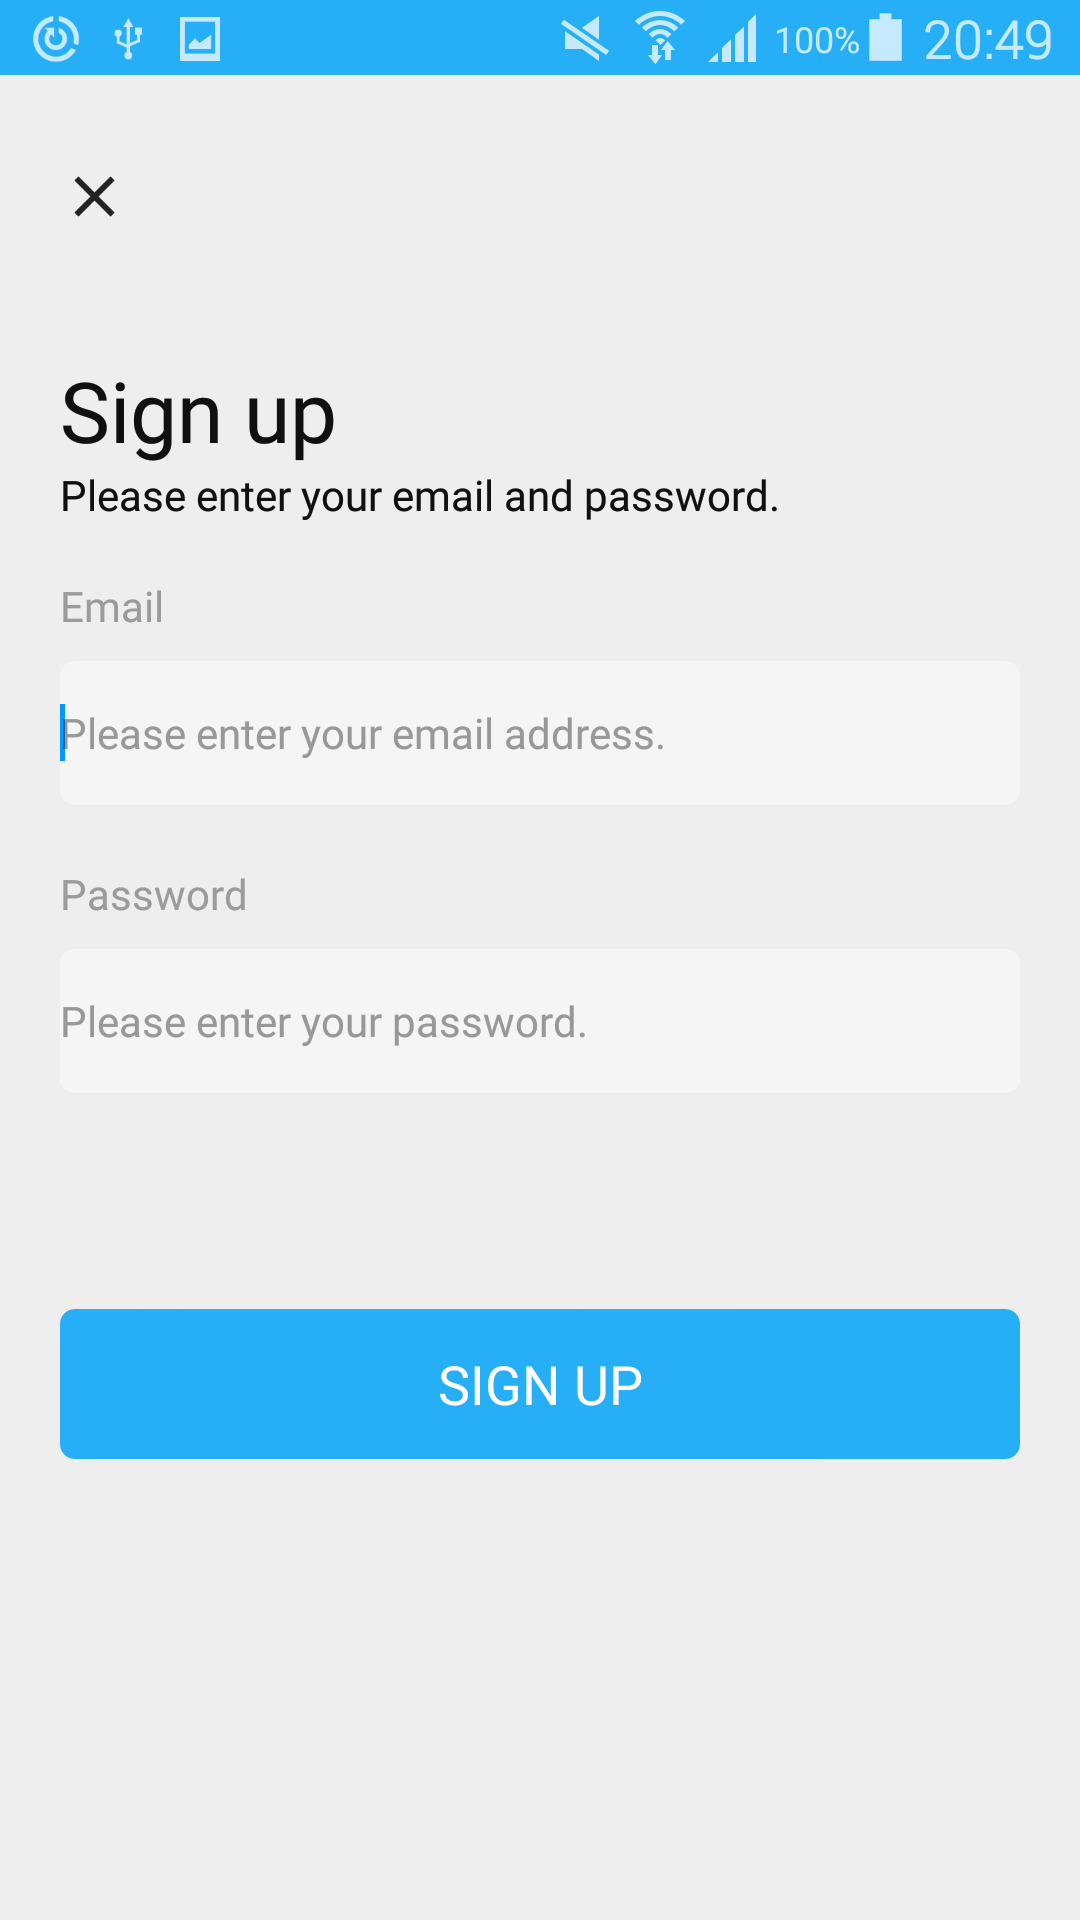 100% 20:49
Sign up
Please enter your email and password.
Email
Please enter your email address.
Password
Please enter your password.
SIGN UP